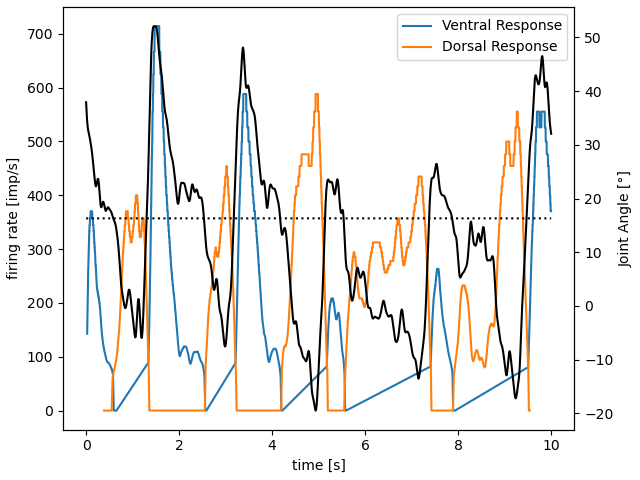 Ventral Response
Dorsal Response
firing rate [imp/s]
700
600
500
400
300
200
100
0
50
40
30
20
10
0
−10
−20
Joint Angle [°]
0 2 4 6 8 10
time [s]